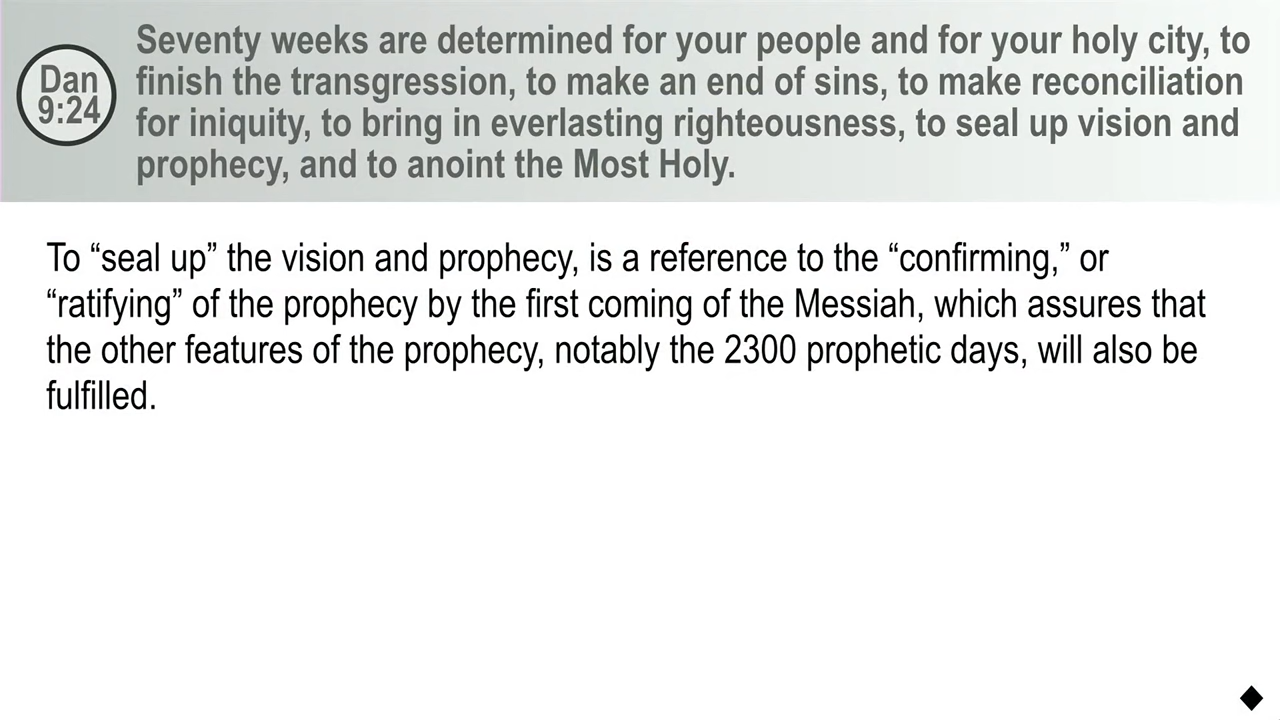 Dan
9:24
Seventy weeks are determined for your people and for your holy city, to
finish the transgression, to make an end of sins, to make reconciliation
for iniquity, to bring in everlasting righteousness, to seal up vision and
prophecy, and to anoint the Most Holy.
To “seal up” the vision and prophecy, is a reference to the “confirming,” or
“ratifying” of the prophecy by the first coming of the Messiah, which assures that
the other features of the prophecy, notably the 2300 prophetic days, will also be
fulfilled.